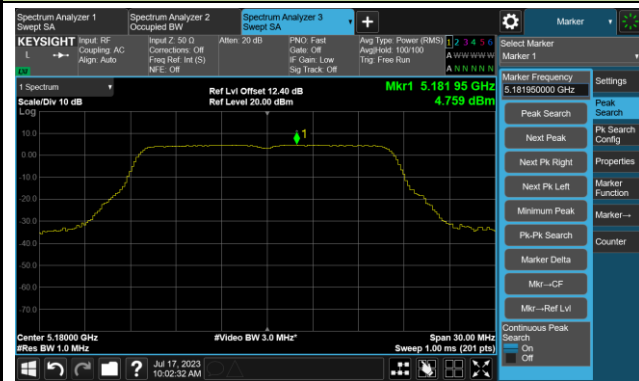 Spectrum Analyzer 1
Swept SA
Spectrum Analyzer 2
Occupied BW
Spectrum Analyzer 3
Swept SA
Marker
KEYSIGHT
L
LXI
Input: RF
Coupling: AC
Align: Auto
Input Z: 50 Ω
Corrections: Off
Freq Ref: Int (S)
NFE: Off
Atten: 20 dB
PNO: Fast
Gate: Off
IF Gain: Low
Sig Track: Off
Avg Type: Power (RMS)
Avg|Hold: 100/100
Trig: Free Run
1 2 3 4 5 6
A W W W W W
A N N N N N
Select Marker
Marker 1
1 Spectrum
Scale/Div 10 dB
Log
Ref Lvl Offset 12.40 dB
Ref Level 20.00 dBm
Mkr1 5.181 95 GHz
4.759 dBm
1
10.0
0.00
-10.0
-20.0
-30.0
-40.0
-50.0
-60.0
-70.0
Center 5.18000 GHz
#Res BW 1.0 MHz
#Video BW 3.0 MHz*
Span 30.00 MHz
Sweep 1.00 ms (201 pts)
Marker Frequency
5.181950000 GHz
Peak Search
Next Peak
Next Pk Right
Next Pk Left
Minimum Peak
Pk-Pk Search
Marker Delta
Mkr→CF
Mkr→Ref Lvl
Continuous Peak
Search
On
Off
Settings
Peak
Search
Pk Search
Config
Properties
Marker
Function
Marker→
Counter
?
Jul 17, 2023
10:02:32 AM